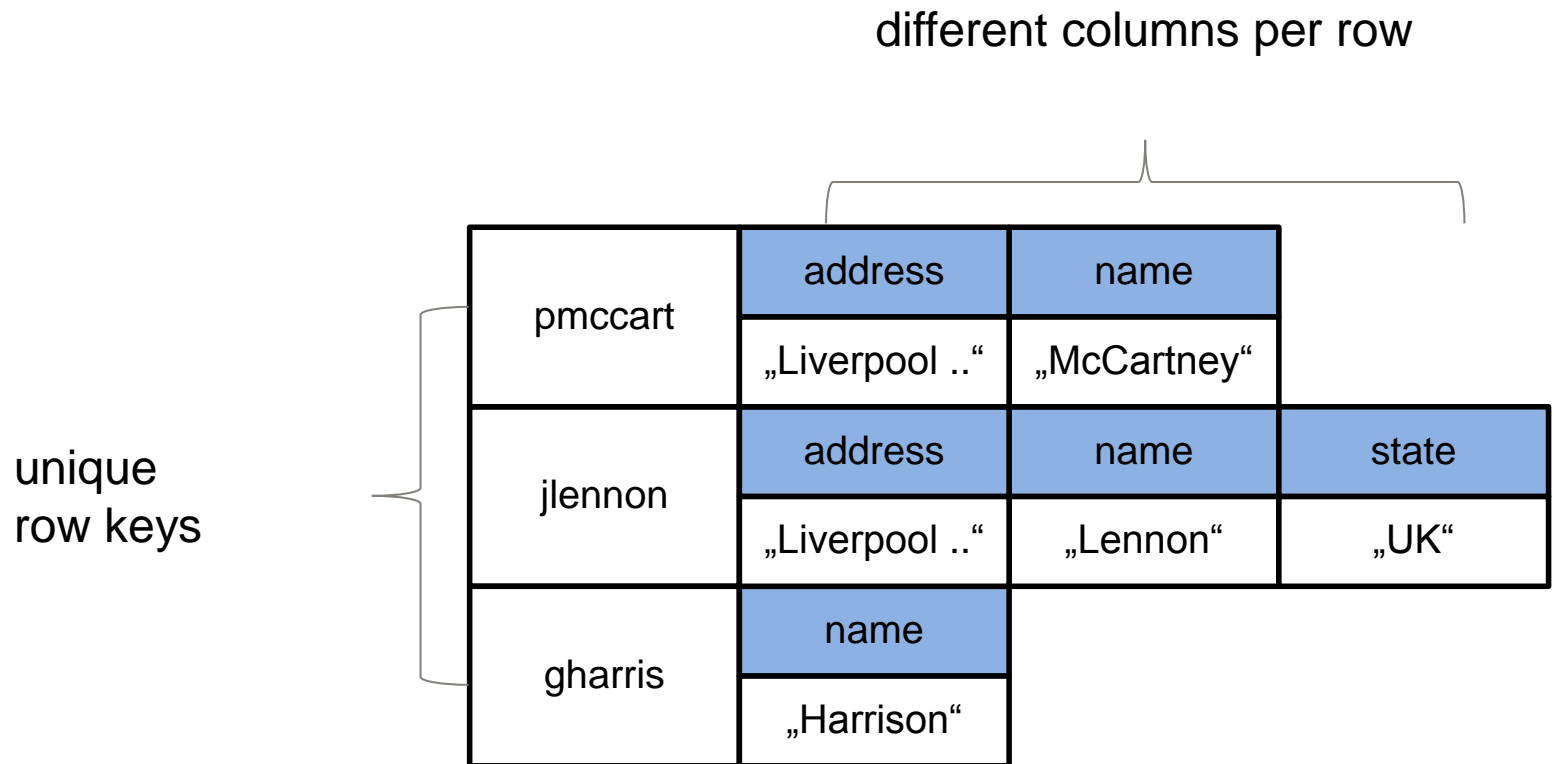 different columns per row
address name
pmccart
„Liverpool ..“ „McCartney“
address name state
unique
row keys
jlennon
„Liverpool ..“ „Lennon“ „UK“
name
gharris
„Harrison“